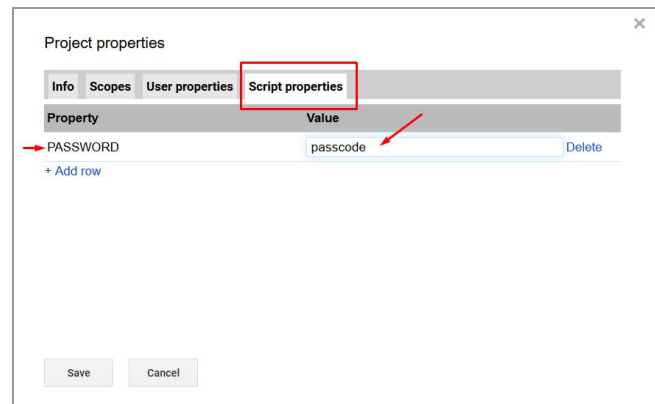 ×
Project properties
Info Scopes User properties Script properties
Property Value
PASSWORD passcode Delete
+ Add row
Save Cancel